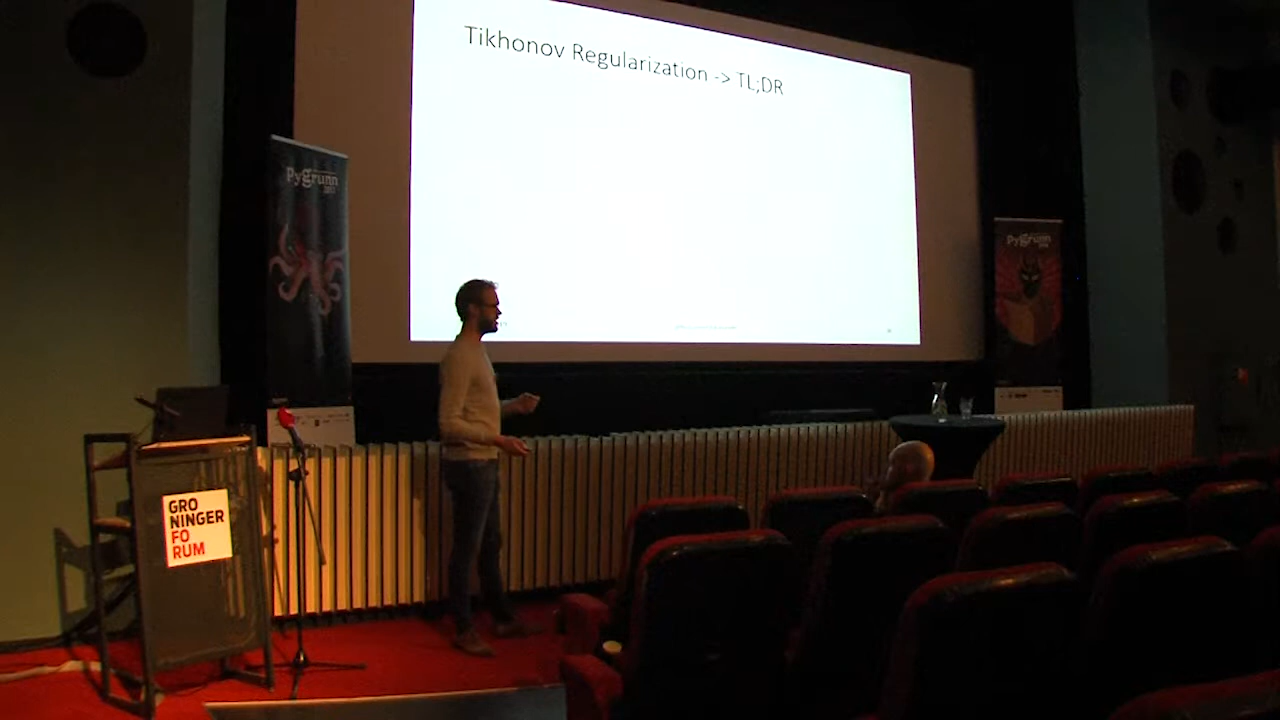 Tikhonov Regularization -> TL;DR
Pygrunn
Pygrunn
GRO
NINGER
FO
RUM